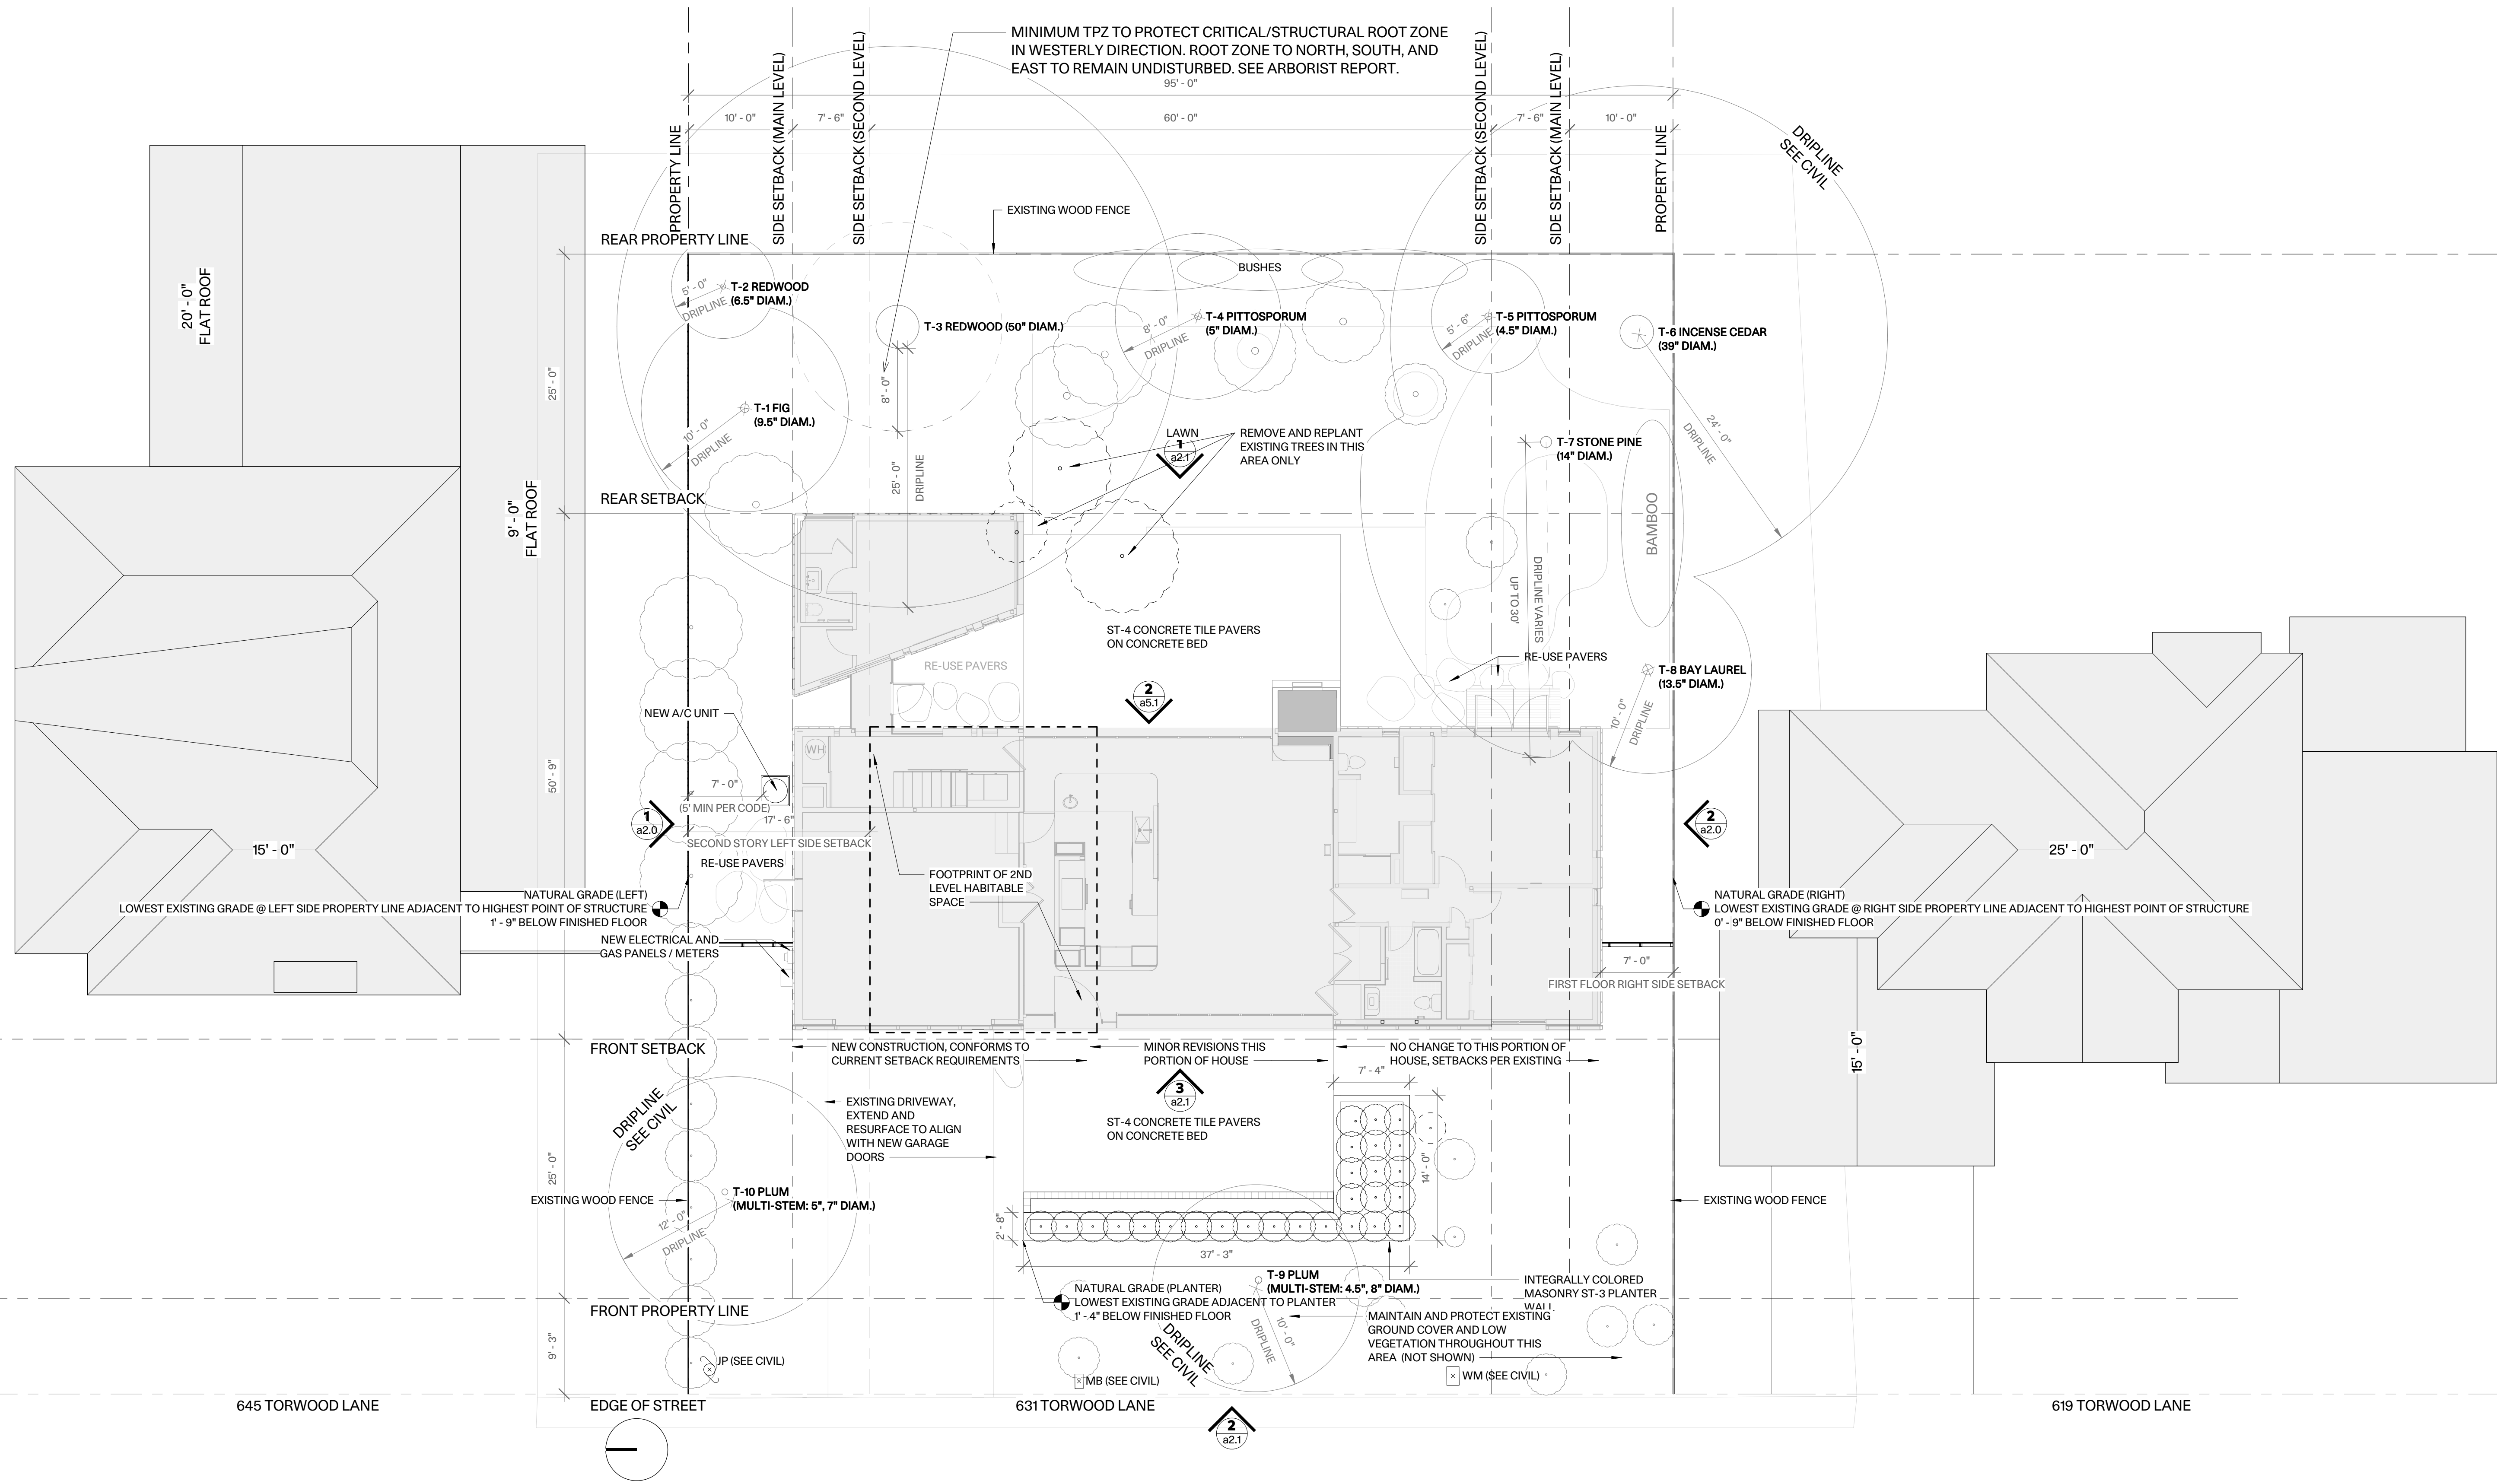 MINIMUM TPZ TO PROTECT CRITICAL/STRUCTURAL ROOT ZONE
IN WESTERLY DIRECTION. ROOT ZONE TO NORTH, SOUTH, AND
EAST TO REMAIN UNDISTURBED. SEE ARBORIST REPORT.
95' - 0"
10' - 0"
7' - 6"
60' - 0"
7' - 6"
10' - 0"
PROPERTY LINE
SIDE SETBACK (MAIN LEVEL)
SIDE SETBACK (SECOND LEVEL)
SIDE SETBACK (SECOND LEVEL)
SIDE SETBACK (MAIN LEVEL)
PROPERTY LINE
DRIPLINE
SEE CIVIL
EXISTING WOOD FENCE
REAR PROPERTY LINE
BUSHES
20' - 0"
FLAT ROOF
5' - 0"
DRIPLINE
T-2 REDWOOD
(6.5" DIAM.)
T-3 REDWOOD (50" DIAM.)
8' - 0"
DRIPLINE
T-4 PITTOSPORUM
(5" DIAM.)
5' - 6"
DRIPLINE
T-5 PITTOSPORUM
(4.5" DIAM.)
T-6 INCENSE CEDAR
(39" DIAM.)
25' - 0"
8' - 0"
T-1 FIG
(9.5" DIAM.)
10' - 0"
DRIPLINE
24' - 0"
DRIPLINE
LAWN
1
a2.1
REMOVE AND REPLANT
EXISTING TREES IN THIS
AREA ONLY
T-7 STONE PINE
(14" DIAM.)
25' - 0"
DRIPLINE
REAR SETBACK
9' - 0"
FLAT ROOF
BAMBOO
DRIPLINE VARIES
UP TO 30'
ST-4 CONCRETE TILE PAVERS
ON CONCRETE BED
RE-USE PAVERS
RE-USE PAVERS
T-8 BAY LAUREL
(13.5" DIAM.)
10' - 0"
DRIPLINE
2
a5.1
NEW A/C UNIT
WH
50' - 9"
7' - 0"
(5' MIN PER CODE)
17' - 6"
SECOND STORY LEFT SIDE SETBACK
1
a2.0
2
a2.0
15' - 0"
25' - 0"
RE-USE PAVERS
FOOTPRINT OF 2ND
LEVEL HABITABLE
SPACE
NATURAL GRADE (LEFT)
LOWEST EXISTING GRADE @ LEFT SIDE PROPERTY LINE ADJACENT TO HIGHEST POINT OF STRUCTURE
1' - 9" BELOW FINISHED FLOOR
NATURAL GRADE (RIGHT)
LOWEST EXISTING GRADE @ RIGHT SIDE PROPERTY LINE ADJACENT TO HIGHEST POINT OF STRUCTURE
0' - 9" BELOW FINISHED FLOOR
NEW ELECTRICAL AND
GAS PANELS / METERS
7' - 0"
FIRST FLOOR RIGHT SIDE SETBACK
15' - 0"
FRONT SETBACK
NEW CONSTRUCTION, CONFORMS TO
CURRENT SETBACK REQUIREMENTS
MINOR REVISIONS THIS
PORTION OF HOUSE
NO CHANGE TO THIS PORTION OF
HOUSE, SETBACKS PER EXISTING
7' - 4"
3
a2.1
DRIPLINE
SEE CIVIL
EXISTING DRIVEWAY,
EXTEND AND
RESURFACE TO ALIGN
WITH NEW GARAGE
DOORS
ST-4 CONCRETE TILE PAVERS
ON CONCRETE BED
14' - 0"
25' - 0"
T-10 PLUM
(MULTI-STEM: 5", 7" DIAM.)
EXISTING WOOD FENCE
EXISTING WOOD FENCE
12' - 0"
DRIPLINE
2' - 8"
37' - 3"
T-9 PLUM
(MULTI-STEM: 4.5", 8" DIAM.)
NATURAL GRADE (PLANTER)
LOWEST EXISTING GRADE ADJACENT TO PLANTER
1' - 4" BELOW FINISHED FLOOR
INTEGRALLY COLORED
MASONRY ST-3 PLANTER
WALL
FRONT PROPERTY LINE
MAINTAIN AND PROTECT EXISTING
GROUND COVER AND LOW
VEGETATION THROUGHOUT THIS
AREA (NOT SHOWN)
10' - 0"
DRIPLINE
DRIPLINE
SEE CIVIL
9' - 3"
JP (SEE CIVIL)
MB (SEE CIVIL)
WM (SEE CIVIL)
645 TORWOOD LANE
EDGE OF STREET
631 TORWOOD LANE
619 TORWOOD LANE
2
a2.1